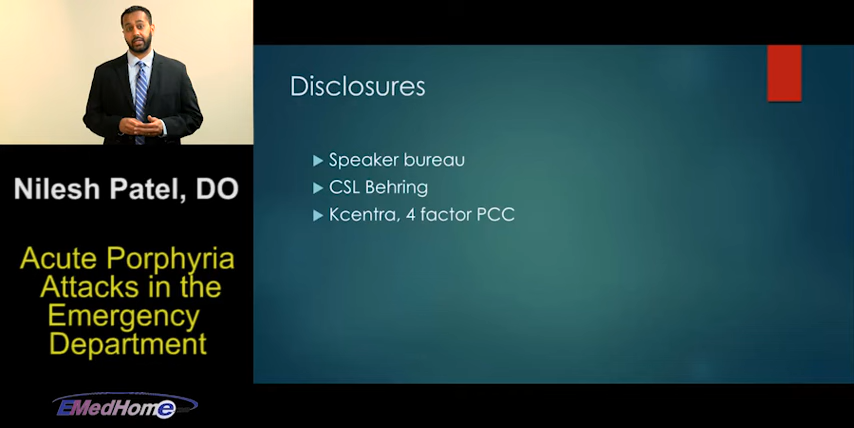 Disclosures
Speaker bureau
CSL Behring
Kcentra, 4 factor PCC
Nilesh Patel, DO
Acute Porphyria
Attacks in the
Emergency
Department
EMedHome